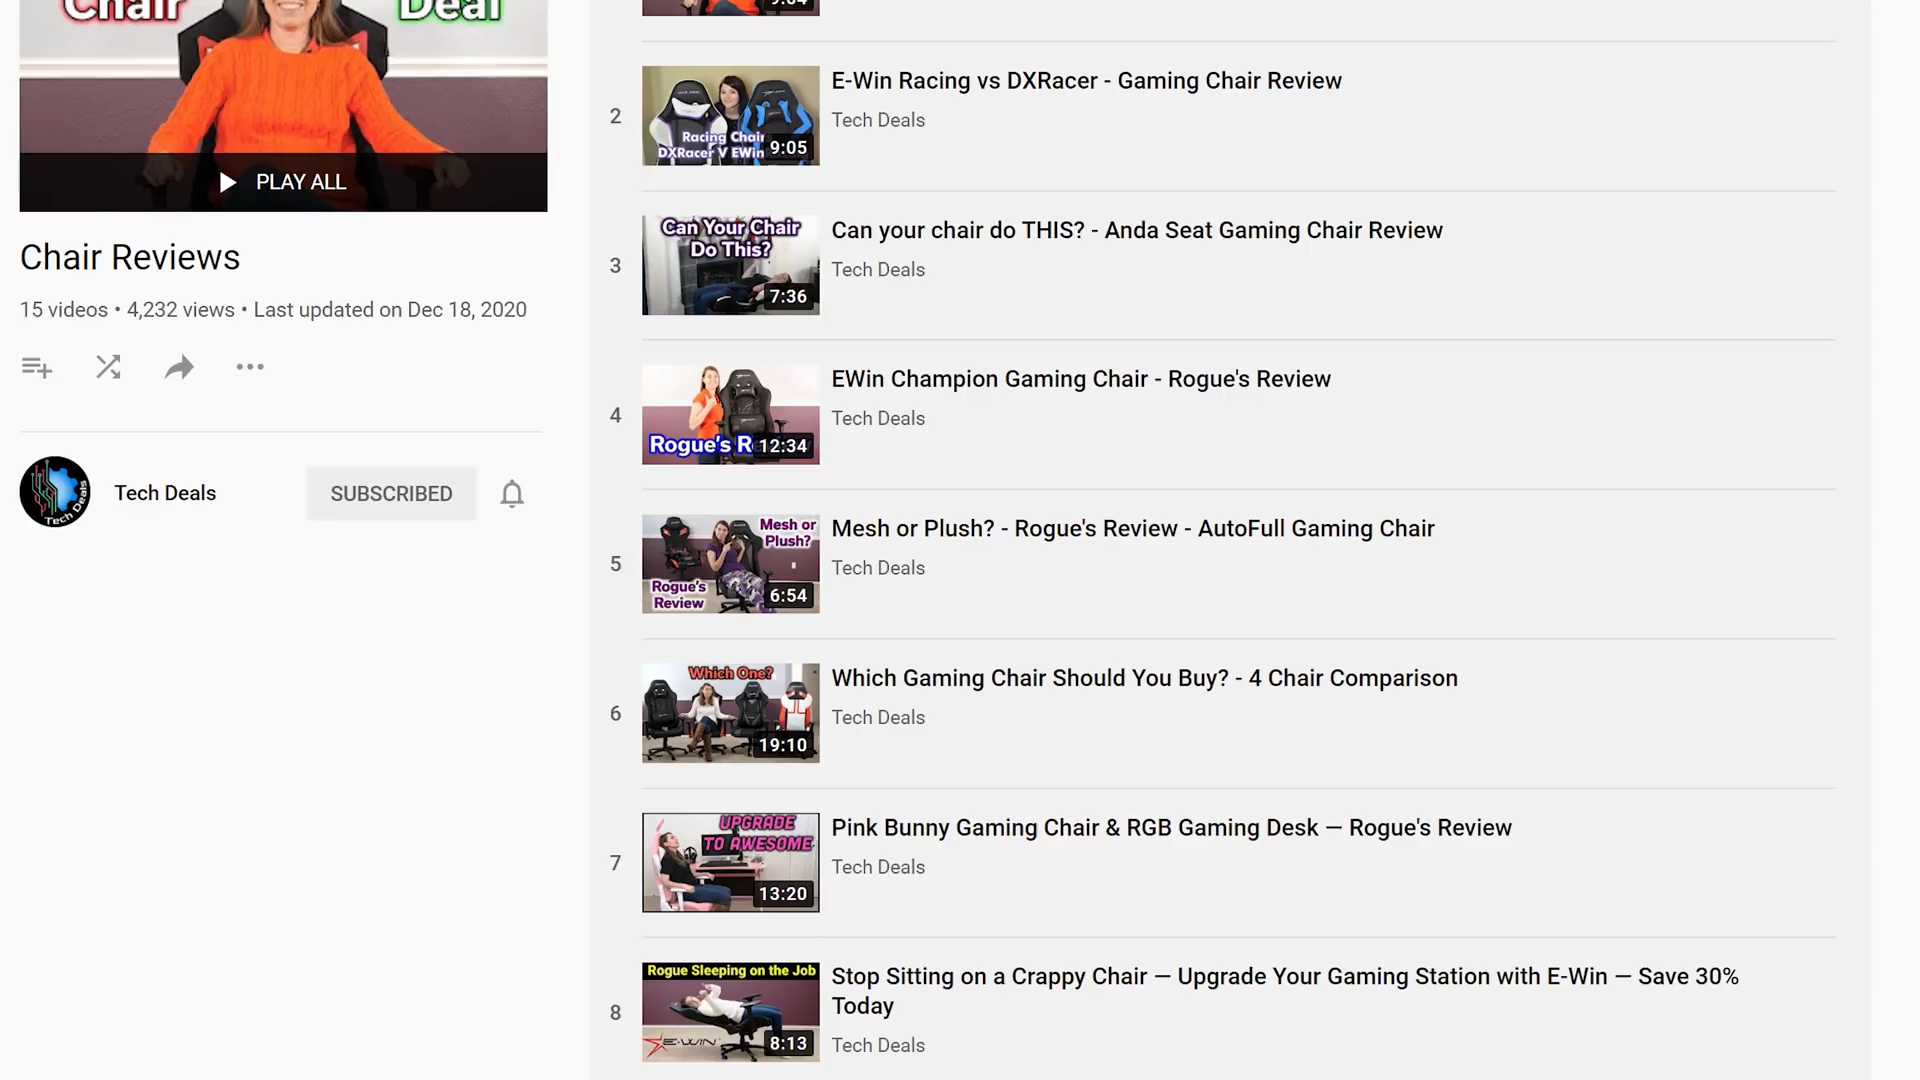 Chair
Deal
PLAY ALL
Chair Reviews
15 videos • 4,232 views • Last updated on Dec 18, 2020
Tech Deals
Tech Deals
SUBSCRIBED
9:04
2
Racing Chair
DXRacer V EWin
9:05
E-Win Racing vs DXRacer - Gaming Chair Review
Tech Deals
3
Can Your Chair
Do This?
7:36
Can your chair do THIS? - Anda Seat Gaming Chair Review
Tech Deals
4
Rogue's R
12:34
EWin Champion Gaming Chair - Rogue's Review
Tech Deals
5
Mesh or
Plush?
Rogue's
Review
6:54
Mesh or Plush? - Rogue's Review - AutoFull Gaming Chair
Tech Deals
6
Which One?
19:10
Which Gaming Chair Should You Buy? - 4 Chair Comparison
Tech Deals
7
UPGRADE
TO AWESOME
13:20
Pink Bunny Gaming Chair & RGB Gaming Desk — Rogue's Review
Tech Deals
8
Rogue Sleeping on the Job
E-WIN
8:13
Stop Sitting on a Crappy Chair — Upgrade Your Gaming Station with E-Win — Save 30%
Today
Tech Deals